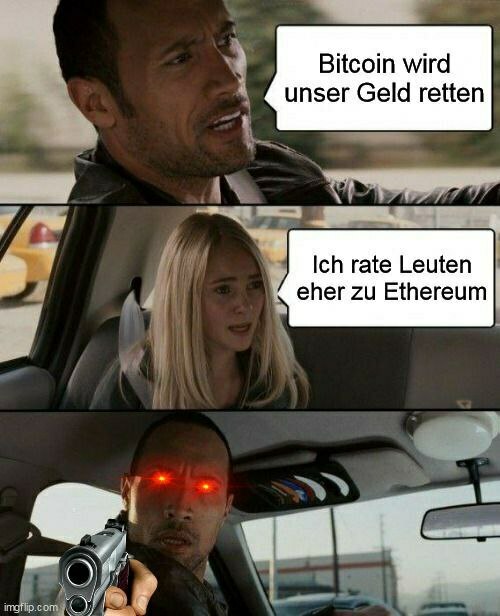 Bitcoin wird
unser Geld retten
Ich rate Leuten
eher zu Ethereum
imgflip.com